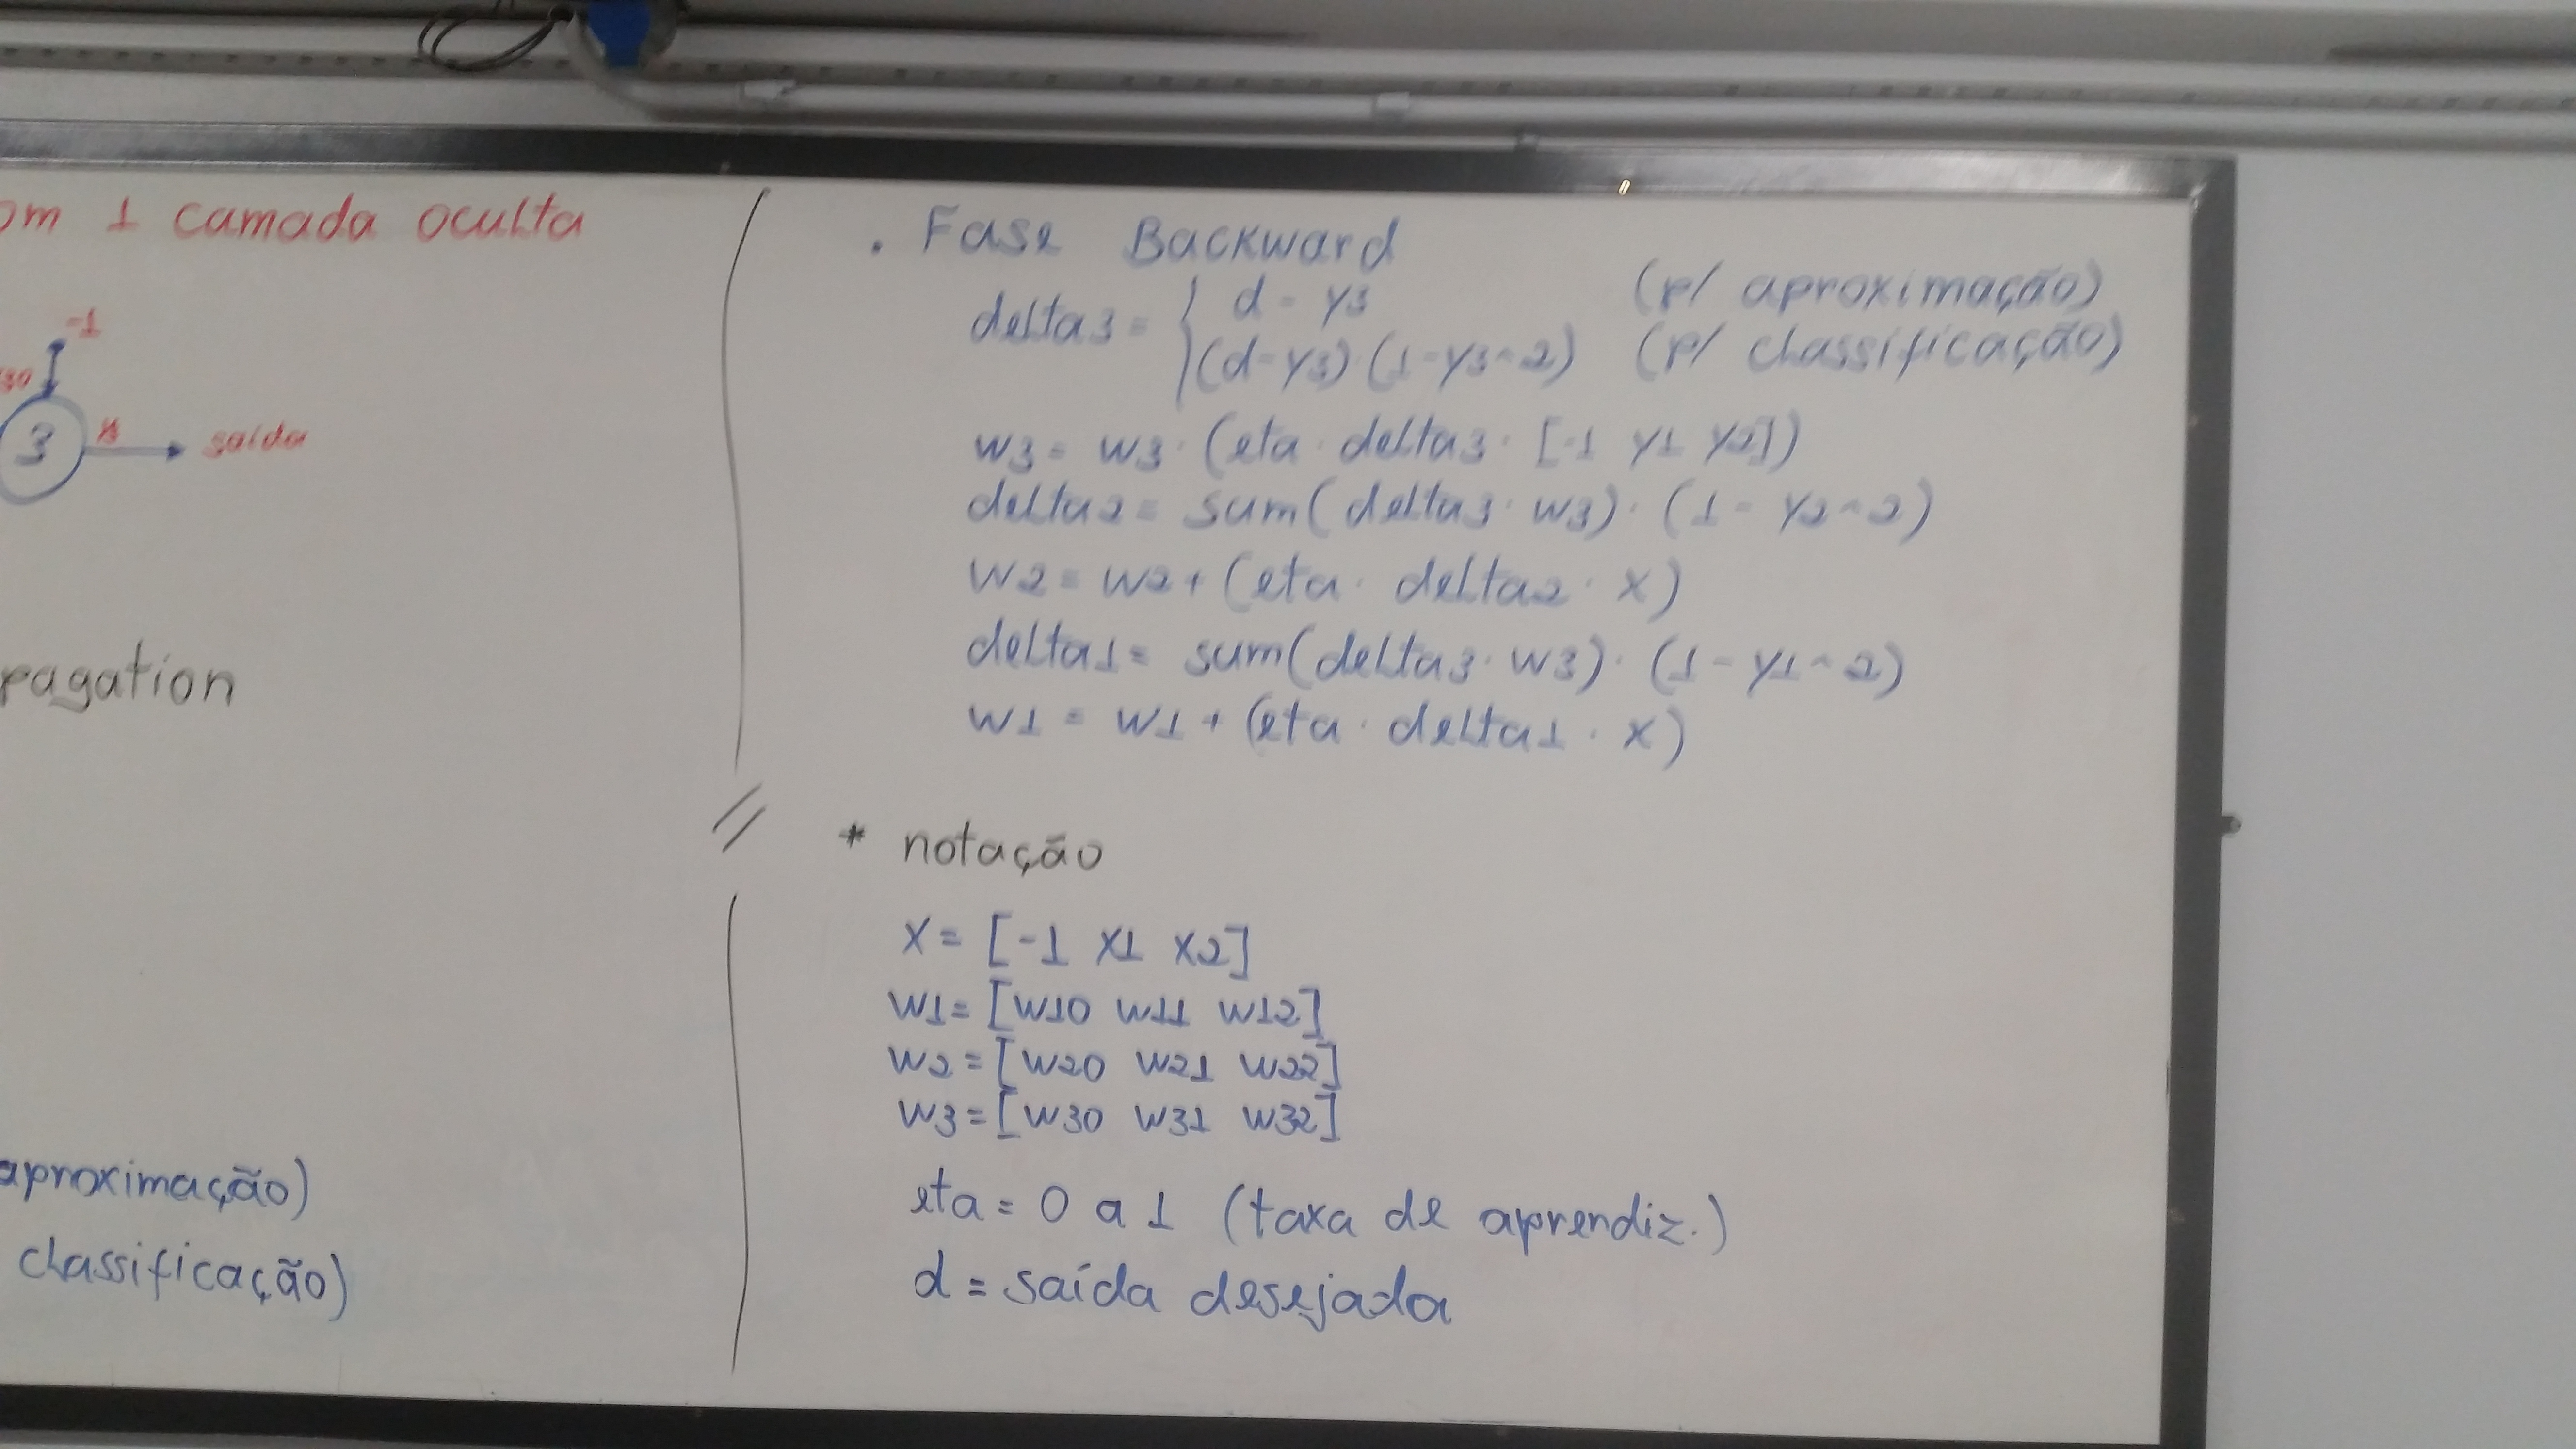 om 1 camada oculta
-1
30
3
saída
pagation
aproximação)
classificação)
. Fase Backward
delta3 = { d - y3 (p/ aproximação)
(d-y3)·(1-y3^2) (p/ classificação)
w3 = w3 · (eta · delta3 · [-1 y1 y2])
delta2 = sum(delta3 · w3) · (1 - y2^2)
w2 = w2 + (eta · delta2 · x)
delta1 = sum(delta3 · w3) · (1 - y1^2)
w1 = w1 + (eta · delta1 · x)
* notação
x = [-1 x1 x2]
w1 = [w10 w11 w12]
w2 = [w20 w21 w22]
w3 = [w30 w31 w32]
eta = 0 a 1 (taxa de aprendiz.)
d = saída desejada